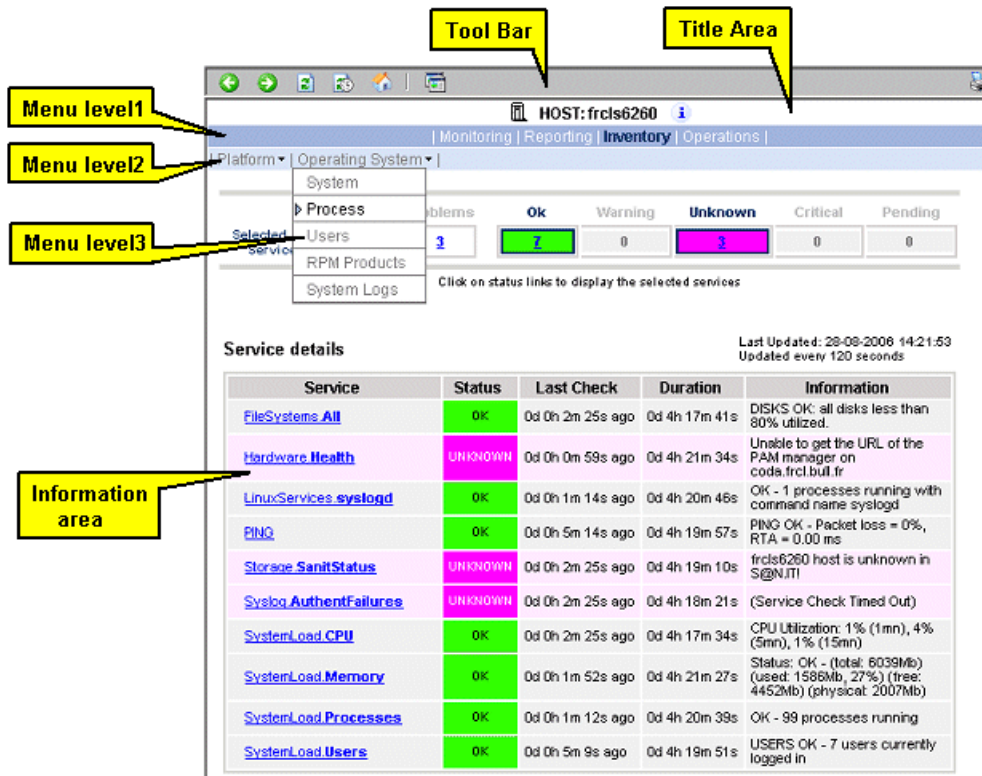 Tool Bar
Title Area
Menu level1
HOST: frcls6260
| Monitoring | Reporting | Inventory | Operations |
Menu level2
Platform | Operating System |
System
Process
Users
RPM Products
System Logs
Menu level3
Selected
Ok Warning Unknown Critical Pending
3 7 0 3 0 0
Click on status links to display the selected services
Service details
Last Updated: 28-08-2006 14:21:53
Updated every 120 seconds
Service Status Last Check Duration Information
FileSystems.All OK 0d 0h 2m 25s ago 0d 4h 17m 41s DISKS OK: all disks less than
80% utilized.
Hardware.Health UNKNOWN 0d 0h 0m 59s ago 0d 4h 21m 34s Unable to get the URL of the
PAM manager on
coda.frcl.bull.fr
Information
area
LinuxServices.syslogd OK 0d 0h 1m 14s ago 0d 4h 20m 46s OK - 1 processes running with
command name syslogd
PING OK 0d 0h 5m 14s ago 0d 4h 19m 57s PING OK - Packet loss = 0%,
RTA = 0.00 ms
Storage.SanitStatus UNKNOWN 0d 0h 2m 25s ago 0d 4h 19m 10s frcls6260 host is unknown in
S@N.IT!
Syslog.AuthentFailures UNKNOWN 0d 0h 2m 25s ago 0d 4h 18m 21s (Service Check Timed Out)
SystemLoad.CPU OK 0d 0h 2m 25s ago 0d 4h 17m 34s CPU Utilization: 1% (1mn), 4%
(5mn), 1% (15mn)
SystemLoad.Memory OK 0d 0h 1m 52s ago 0d 4h 21m 27s Status: OK - (total: 6039Mb)
(used: 1586Mb, 27%) (free:
4452Mb) (physical: 2007Mb)
SystemLoad.Processes OK 0d 0h 1m 12s ago 0d 4h 20m 39s OK - 99 processes running
SystemLoad.Users OK 0d 0h 5m 9s ago 0d 4h 19m 51s USERS OK - 7 users currently
logged in